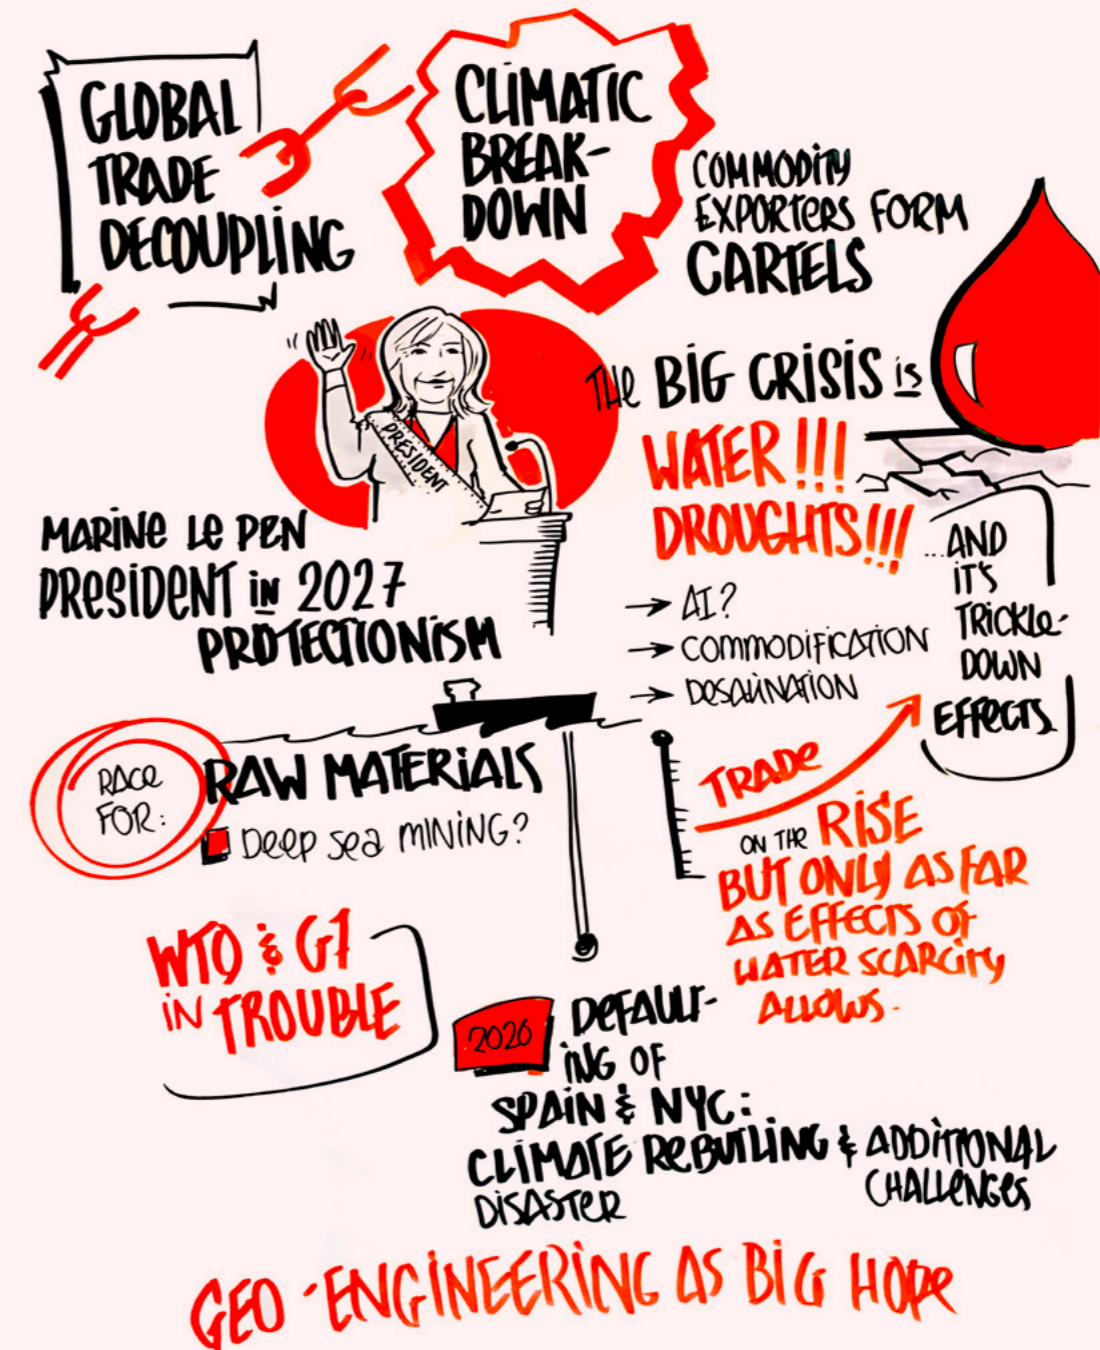 GLOBAL
TRADE
DECOUPLING
CLIMATIC
BREAK-
DOWN
COMMODITY
EXPORTERS FORM
CARTELS
THE BIG CRISIS is
WATER!!!
DROUGHTS!!!
...AND
IT'S
TRICKLE-
DOWN
EFFECTS
→ AI?
→ COMMODIFICATION
→ DESALINATION
PRESIDENT
MARINE LE PEN
PRESIDENT iN 2027
PROTECTIONISM
RACE
FOR:
RAW MATERIALS
DEEP SEA MINING?
TRADE
ON THE RISE
BUT ONLY AS FAR
AS EFFECTS OF
WATER SCARCITY
ALLOWS.
WTO & G7
IN TROUBLE
2026
DEFAULT-
ING OF
SPAIN & NYC:
CLIMATE REBUILING & ADDITIONAL
DISASTER CHALLENGES
GEO-ENGINEERING AS BIG HOPE